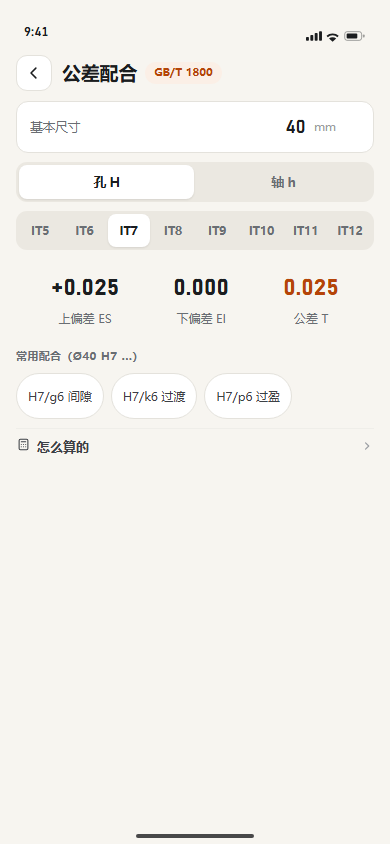 9:41
公差配合 GB/T 1800
基本尺寸 40 mm
孔 H 轴 h
IT5 IT6 IT7 IT8 IT9 IT10 IT11 IT12
+0.025 0.000 0.025
上偏差 ES 下偏差 EI 公差 T
常用配合（Ø40 H7 …）
H7/g6 间隙 H7/k6 过渡 H7/p6 过盈
怎么算的